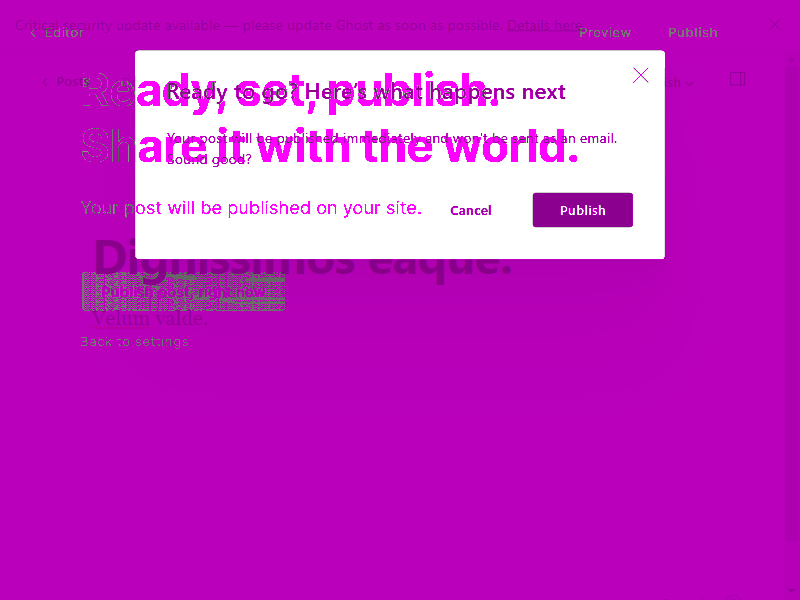 Critical security update available — please update Ghost as soon as possible. Details here
‹ Editor
Preview
Publish
Ready, set, publish.
Share it with the world.
Ready to go? Here's what happens next
Your post will be published immediately and won't be sent as an email.
Sound good?
Your post will be published on your site.
Cancel
Publish
Dignissimos eaque.
Publish post, right now
Velum valde.
Back to settings